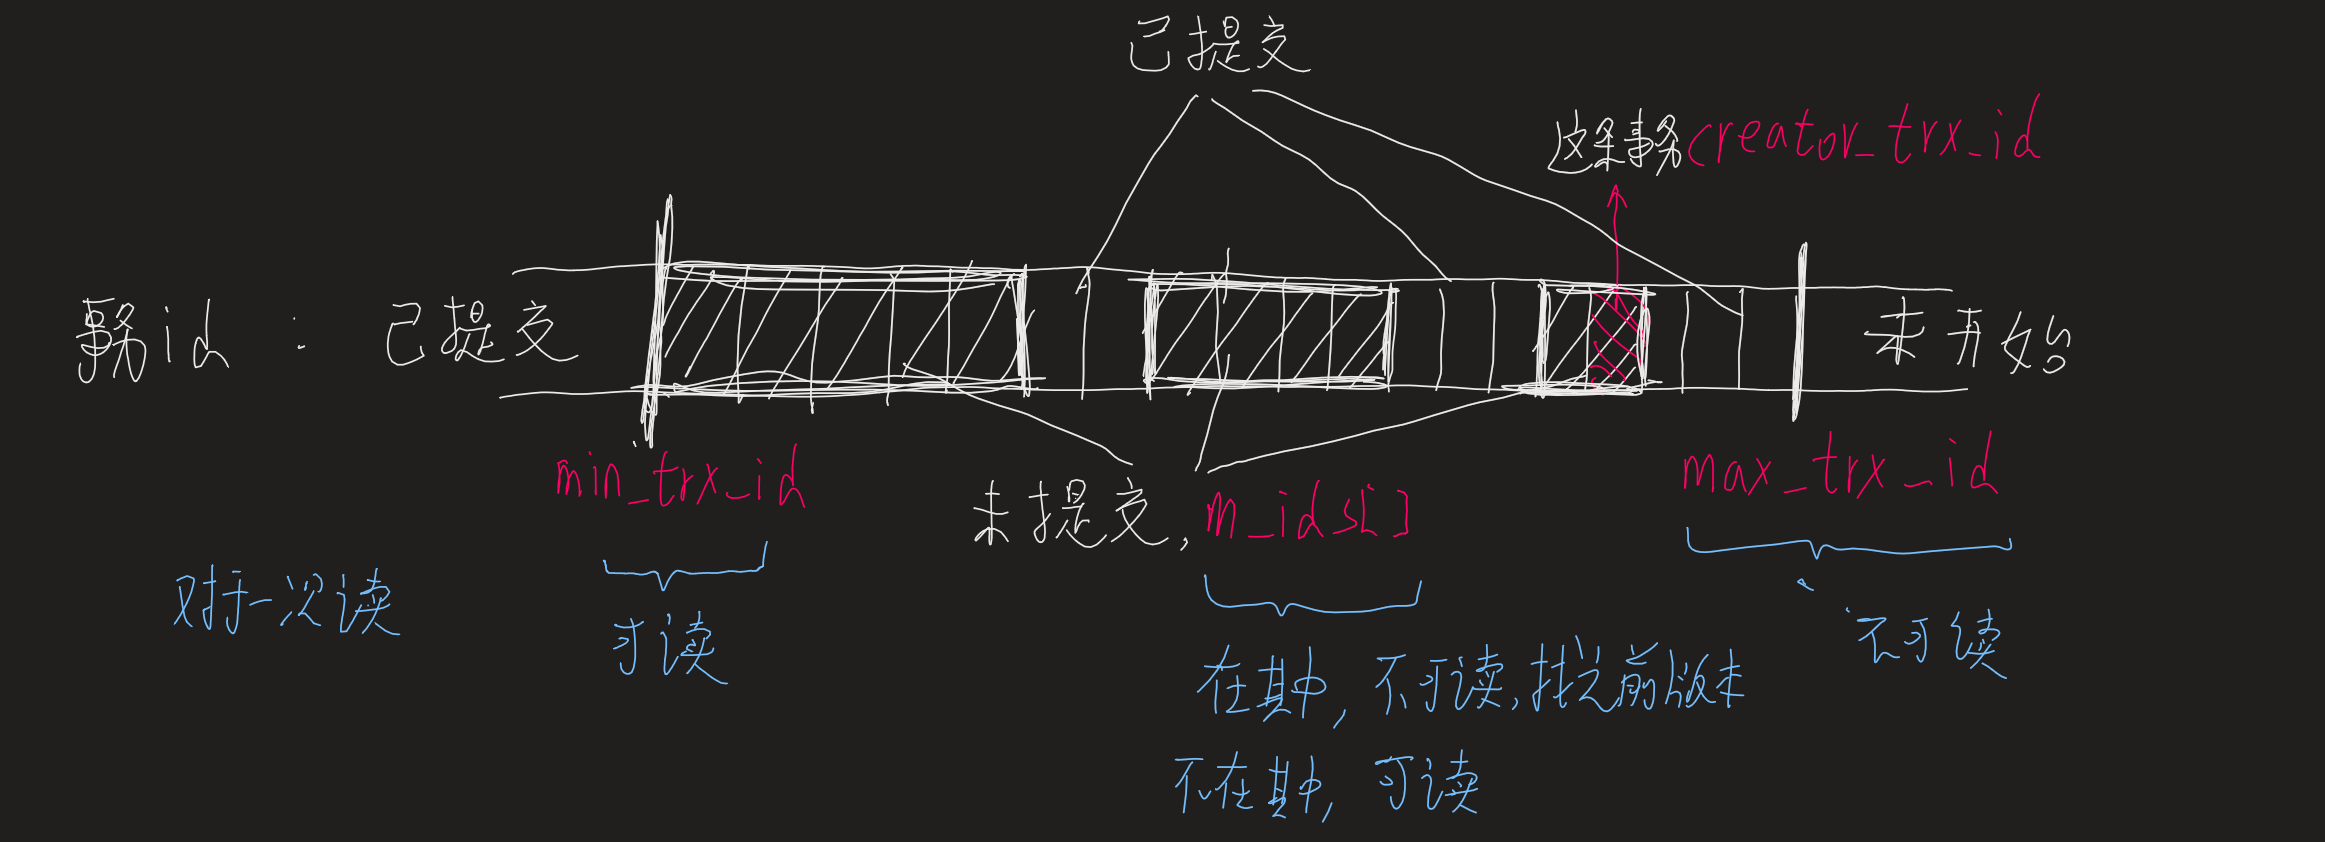 已提交
这条事务creator_trx_id
事务id : 已提交
未开始
min_trx_id
max_trx_id
未提交, m_ids[]
对于一次读
可读
不可读
在其中, 不可读, 找之前版本
不在其中, 可读